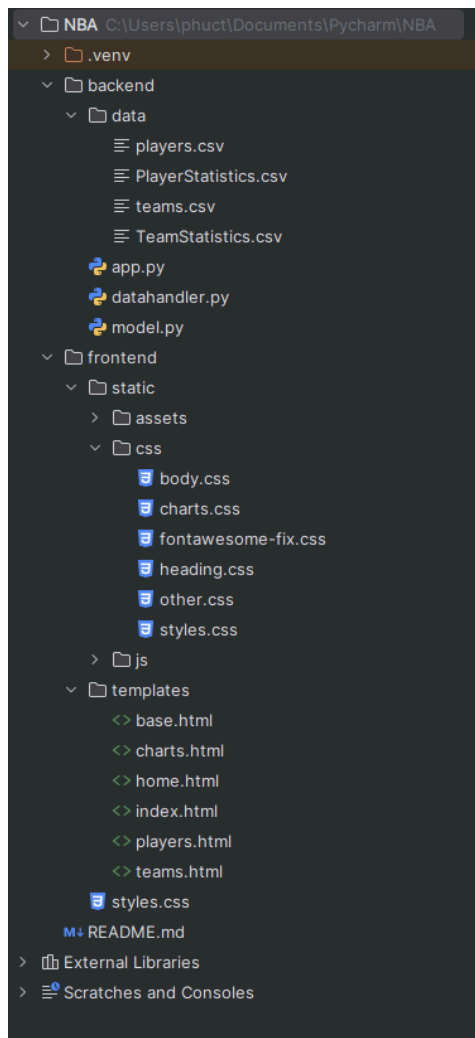 NBA C:\Users\phuct\Documents\Pycharm\NBA
.venv
backend
data
players.csv
PlayerStatistics.csv
teams.csv
TeamStatistics.csv
app.py
datahandler.py
model.py
frontend
static
assets
css
body.css
charts.css
fontawesome-fix.css
heading.css
other.css
styles.css
js
templates
base.html
charts.html
home.html
index.html
players.html
teams.html
styles.css
M↓ README.md
External Libraries
Scratches and Consoles